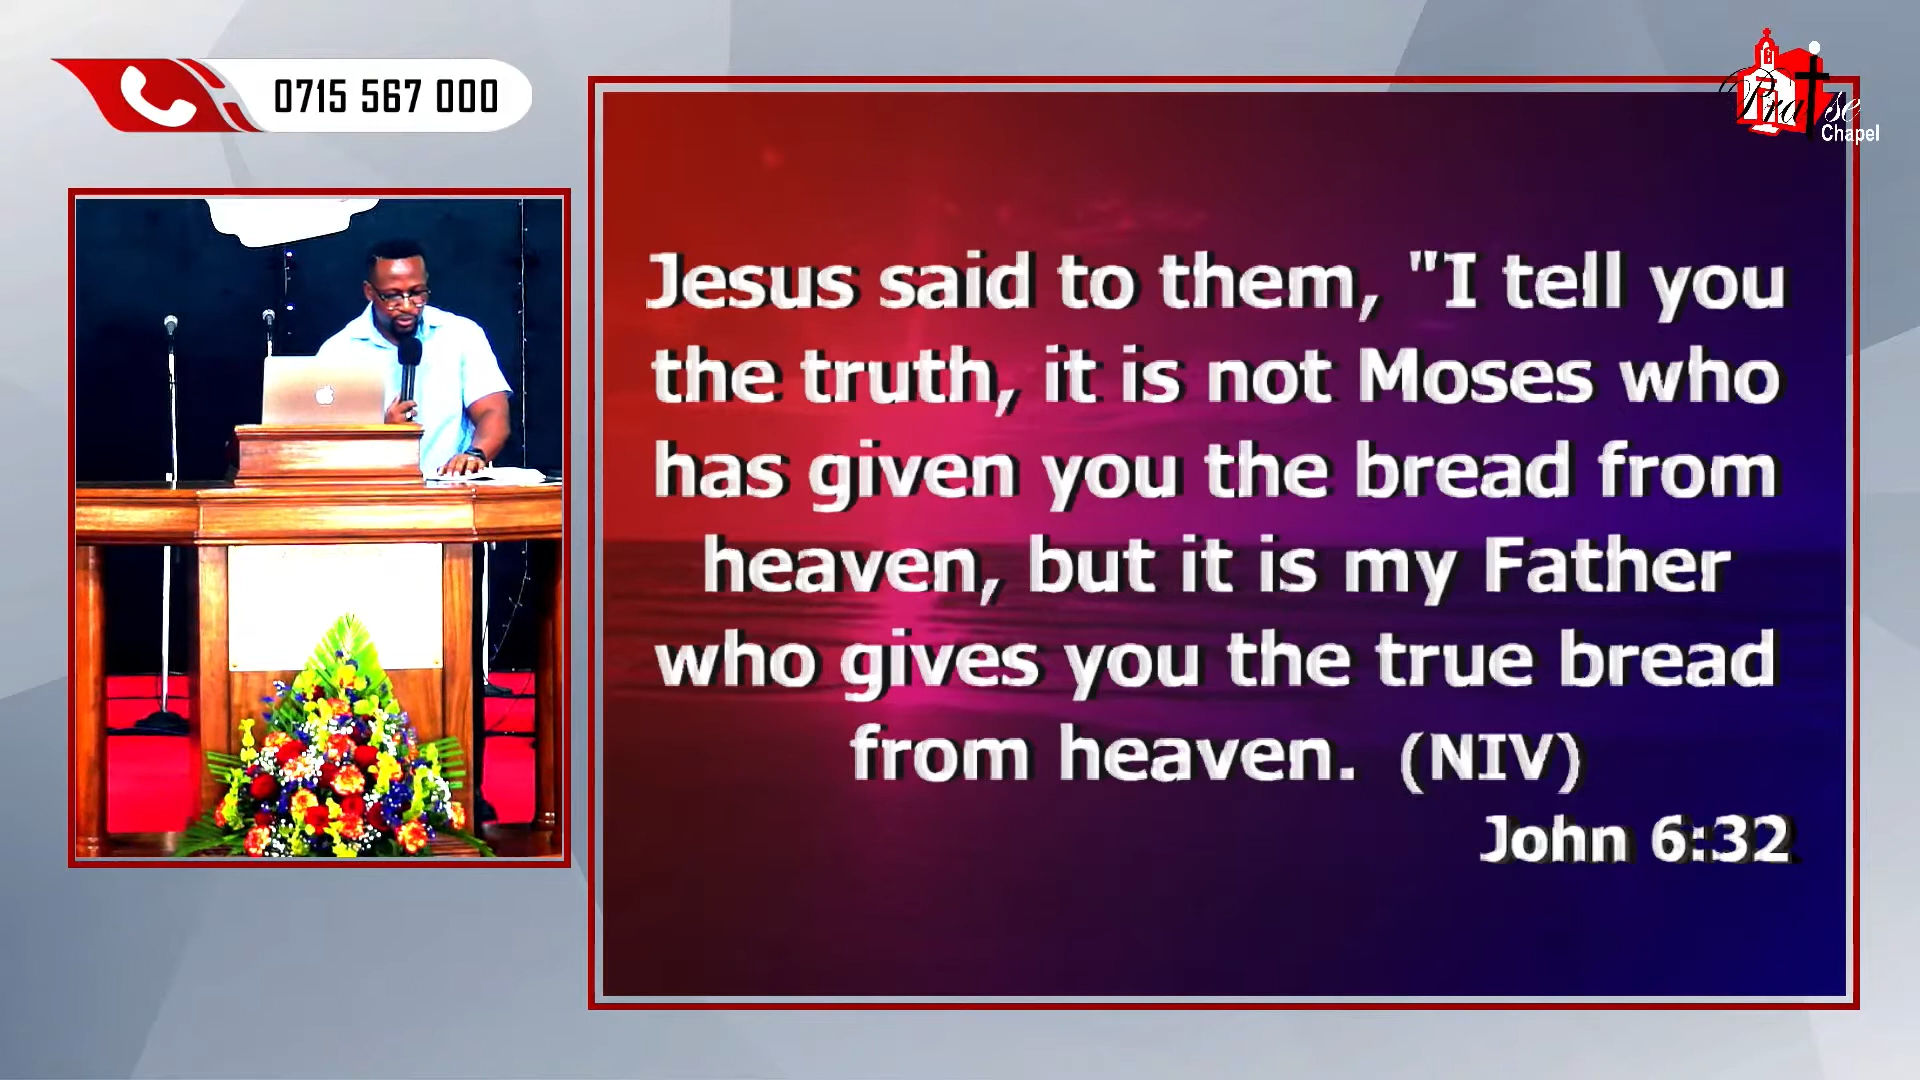 0715 567 000
Praise
Chapel
Jesus said to them, "I tell you
the truth, it is not Moses who
has given you the bread from
heaven, but it is my Father
who gives you the true bread
from heaven. (NIV)
John 6:32